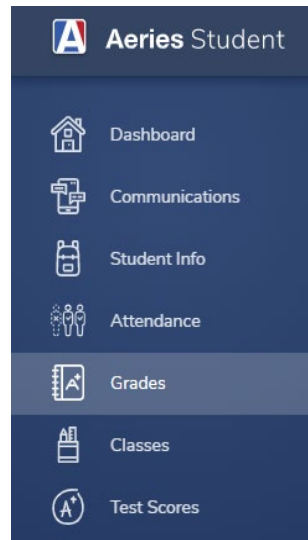 A Aeries Student
Dashboard
Communications
Student Info
Attendance
A+ Grades
Classes
A+ Test Scores